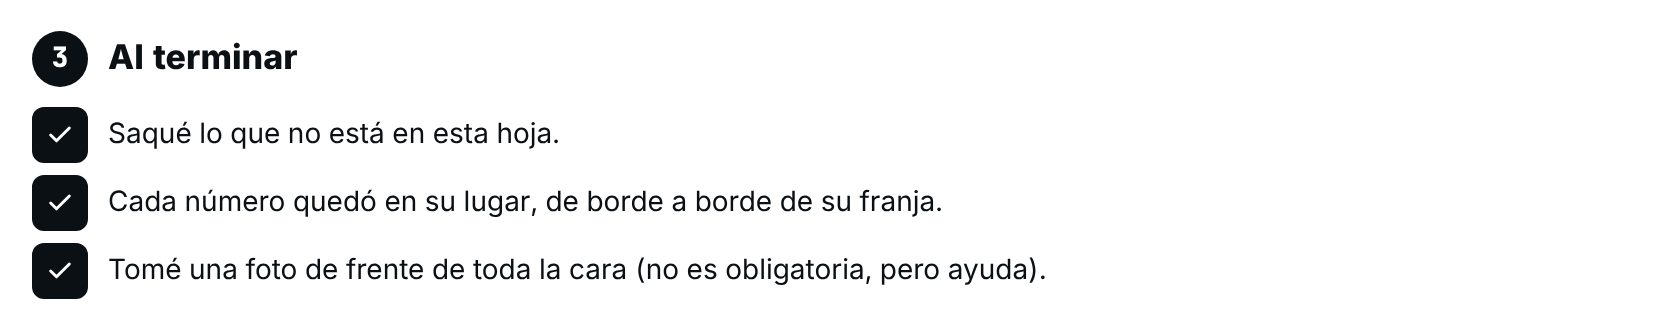 3 Al terminar
Saqué lo que no está en esta hoja.
Cada número quedó en su lugar, de borde a borde de su franja.
Tomé una foto de frente de toda la cara (no es obligatoria, pero ayuda).